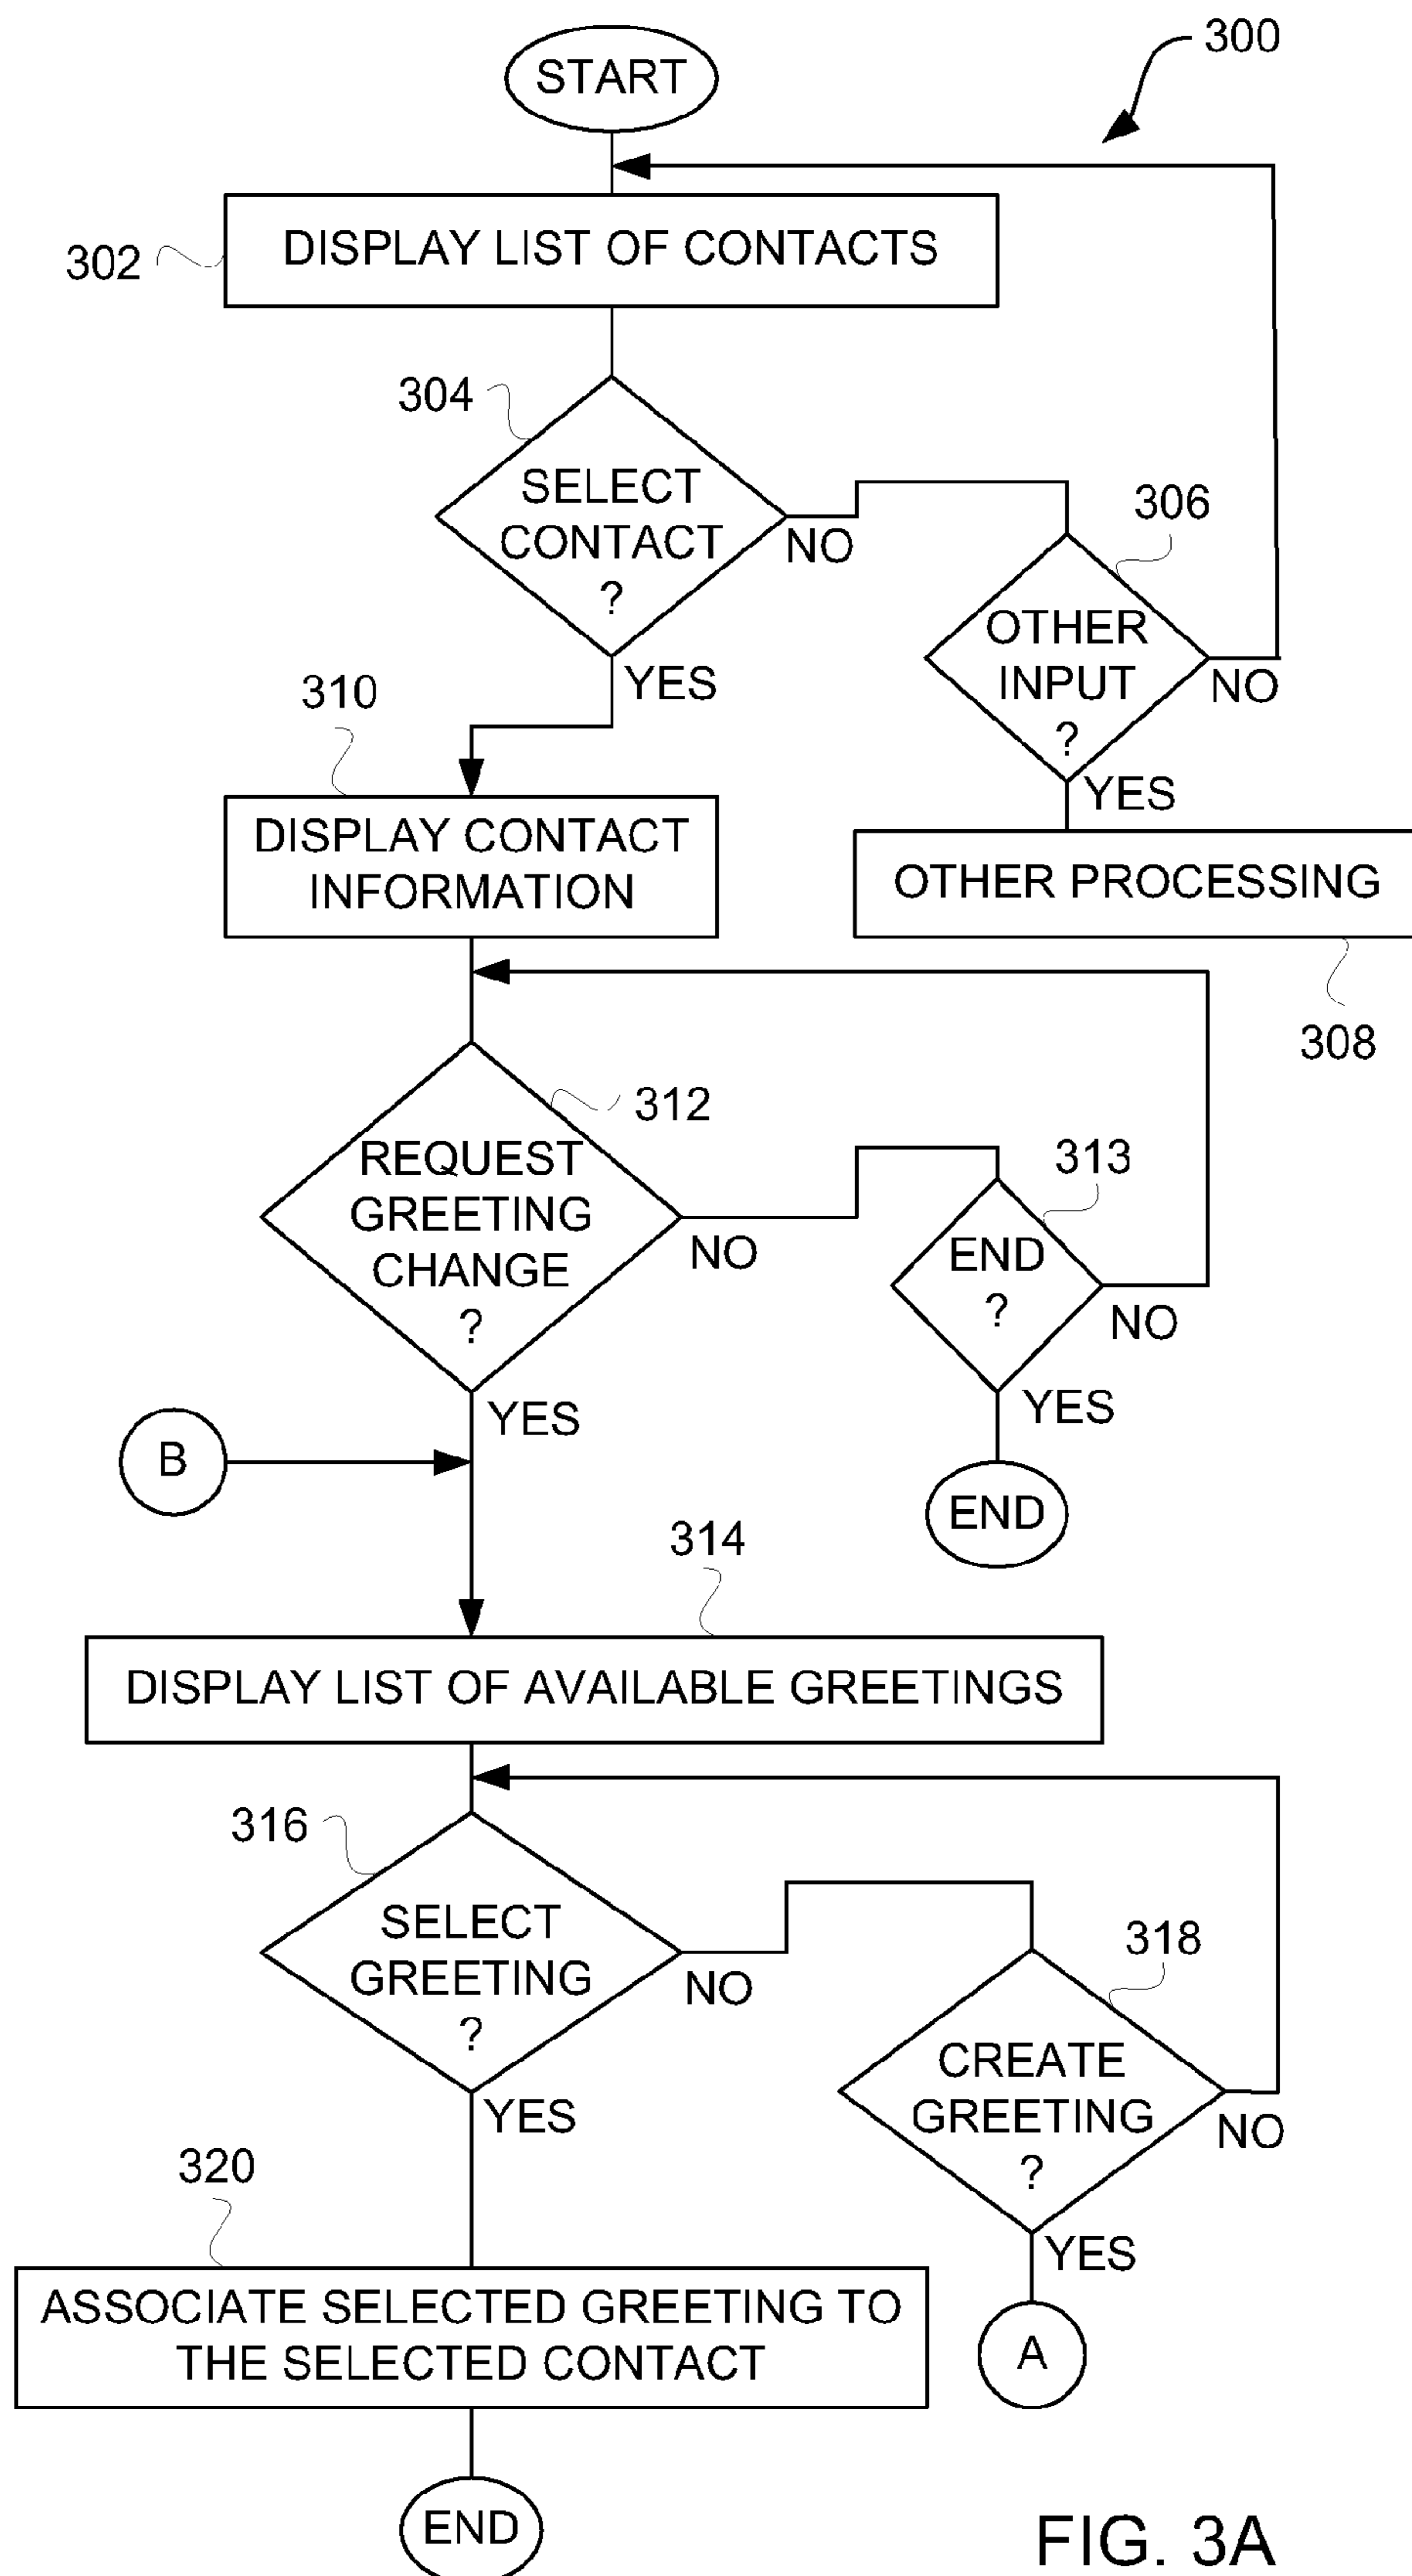 START
300
302
DISPLAY LIST OF CONTACTS
304
SELECT
CONTACT
?
NO
YES
306
OTHER
INPUT
?
NO
YES
310
DISPLAY CONTACT
INFORMATION
OTHER PROCESSING
308
312
REQUEST
GREETING
CHANGE
?
NO
YES
313
END
?
NO
YES
END
B
314
DISPLAY LIST OF AVAILABLE GREETINGS
316
SELECT
GREETING
?
NO
YES
318
CREATE
GREETING
?
NO
YES
A
320
ASSOCIATE SELECTED GREETING TO
THE SELECTED CONTACT
END
FIG. 3A